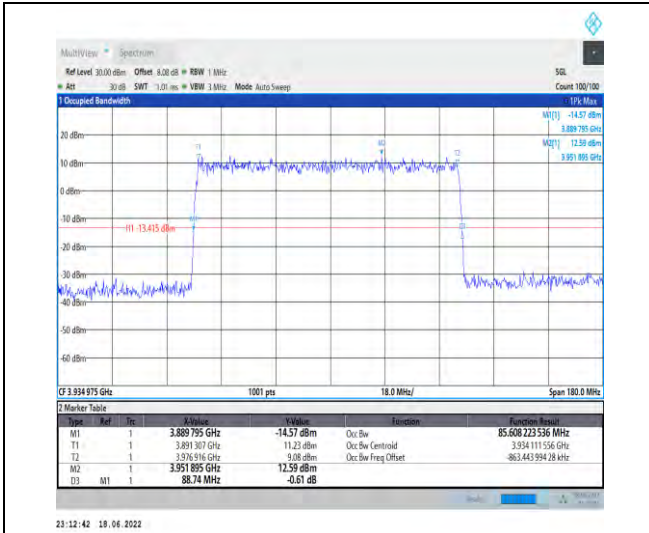 MultiView Spectrum
Ref Level 30.00 dBm Offset 8.08 dB RBW 1 MHz SGL
Att 30 dB SWT 1.01 ms VBW 3 MHz Mode Auto Sweep Count 100/100
1 Occupied Bandwidth 1Pk Max
M1[1] -14.57 dBm
3.889 795 GHz
M2[1] 12.59 dBm
3.951 895 GHz
20 dBm
10 dBm
0 dBm
-10 dBm
H1 -13.415 dBm
-20 dBm
-30 dBm
-40 dBm
-50 dBm
-60 dBm
T1
M2
T2
M1
D3
CF 3.934 975 GHz 1001 pts 18.0 MHz/ Span 180.0 MHz
2 Marker Table
Type Ref Trc X-Value Y-Value Function Function Result
M1 1 3.889 795 GHz -14.57 dBm Occ Bw 85.608 223 536 MHz
T1 1 3.891 307 GHz 11.23 dBm Occ Bw Centroid 3.934 111 556 GHz
T2 1 3.976 916 GHz 9.08 dBm Occ Bw Freq Offset -863.443 994 28 kHz
M2 1 3.951 895 GHz 12.59 dBm
D3 M1 1 88.74 MHz -0.61 dB
23:12:42 18.06.2022